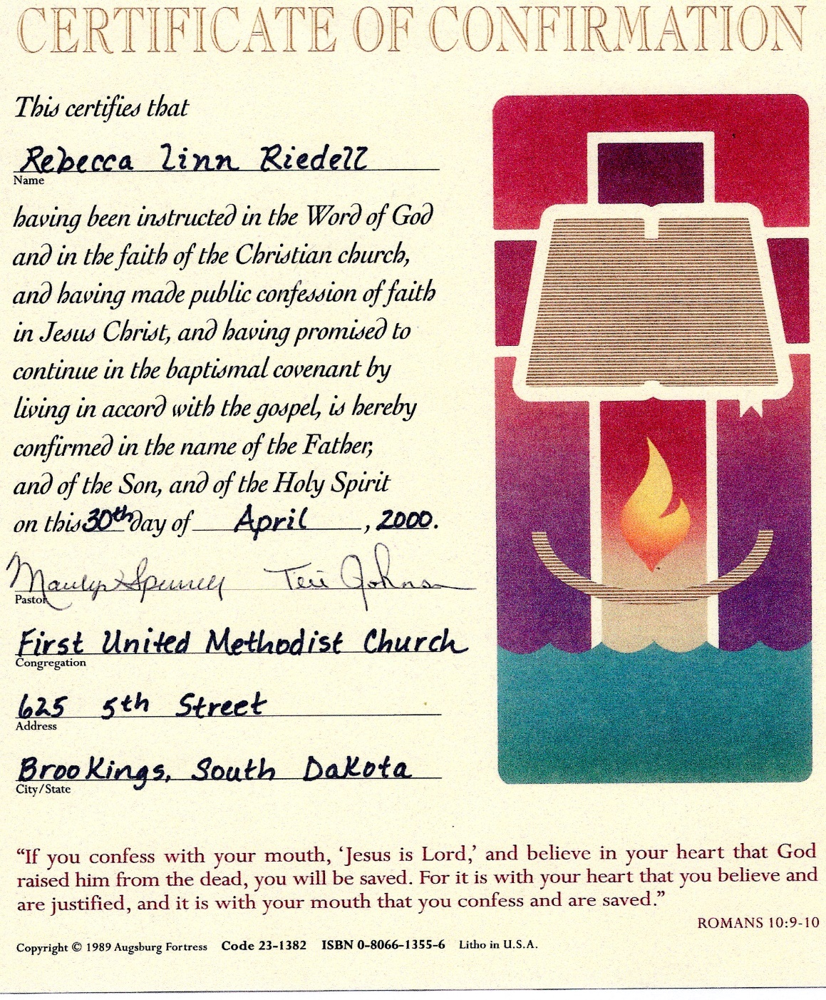 CERTIFICATE OF CONFIRMATION
This certifies that
Rebecca Linn Riedell
Name
having been instructed in the Word of God
and in the faith of the Christian church,
and having made public confession of faith
in Jesus Christ, and having promised to
continue in the baptismal covenant by
living in accord with the gospel, is hereby
confirmed in the name of the Father,
and of the Son, and of the Holy Spirit
on this 30th day of April, 2000.
Teri Johnson
Pastor
First United Methodist Church
Congregation
625 5th Street
Address
Brookings, South Dakota
City/State
“If you confess with your mouth, ‘Jesus is Lord,’ and believe in your heart that God
raised him from the dead, you will be saved. For it is with your heart that you believe and
are justified, and it is with your mouth that you confess and are saved.”
ROMANS 10:9-10
Copyright © 1989 Augsburg Fortress Code 23-1382 ISBN 0-8066-1355-6 Litho in U.S.A.